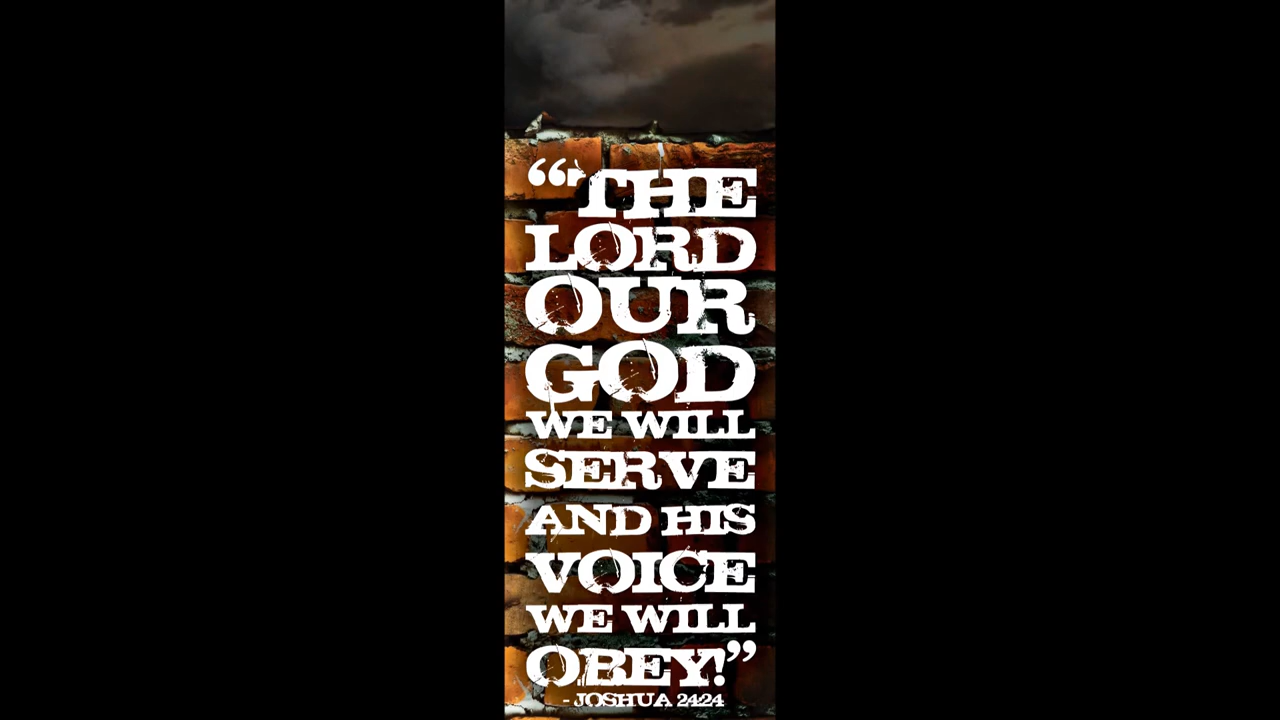 “THE
LORD
OUR
GOD
WE WILL
SERVE
AND HIS
VOICE
WE WILL
OBEY!”
- JOSHUA 24:24